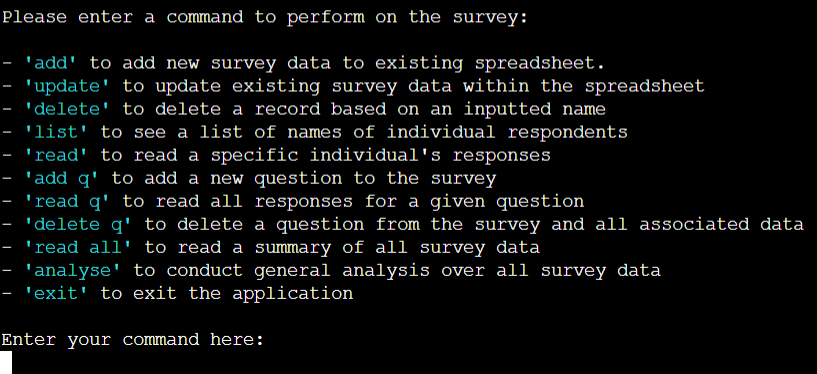 Please enter a command to perform on the survey:
- 'add' to add new survey data to existing spreadsheet.
- 'update' to update existing survey data within the spreadsheet
- 'delete' to delete a record based on an inputted name
- 'list' to see a list of names of individual respondents
- 'read' to read a specific individual's responses
- 'add q' to add a new question to the survey
- 'read q' to read all responses for a given question
- 'delete q' to delete a question from the survey and all associated data
- 'read all' to read a summary of all survey data
- 'analyse' to conduct general analysis over all survey data
- 'exit' to exit the application
Enter your command here: